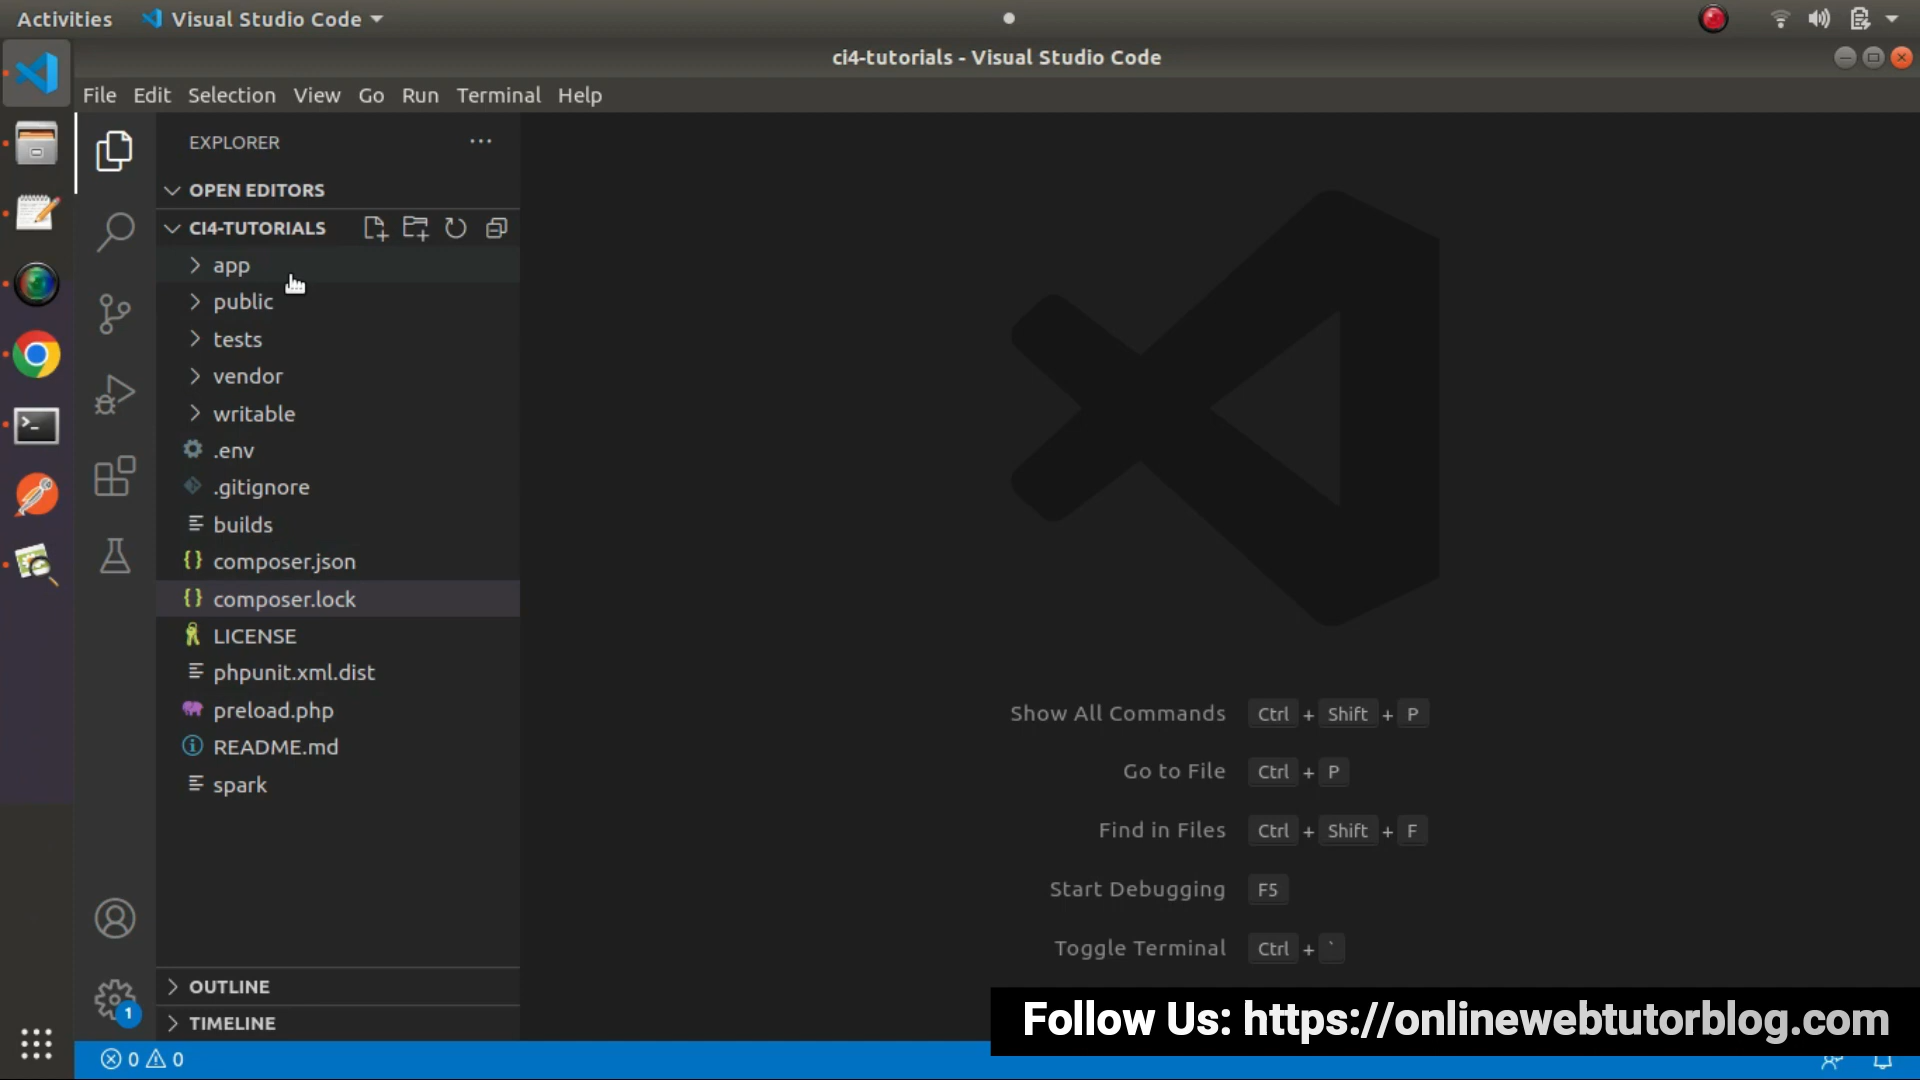 Activities
Visual Studio Code
ci4-tutorials - Visual Studio Code
File Edit Selection View Go Run Terminal Help
EXPLORER
OPEN EDITORS
CI4-TUTORIALS
app
public
tests
vendor
writable
.env
.gitignore
builds
composer.json
composer.lock
LICENSE
phpunit.xml.dist
preload.php
README.md
spark
Show All Commands Ctrl + Shift + P
Go to File Ctrl + P
Find in Files Ctrl + Shift + F
Start Debugging F5
Toggle Terminal Ctrl + `
OUTLINE
TIMELINE
1
Follow Us: https://onlinewebtutorblog.com
0 0